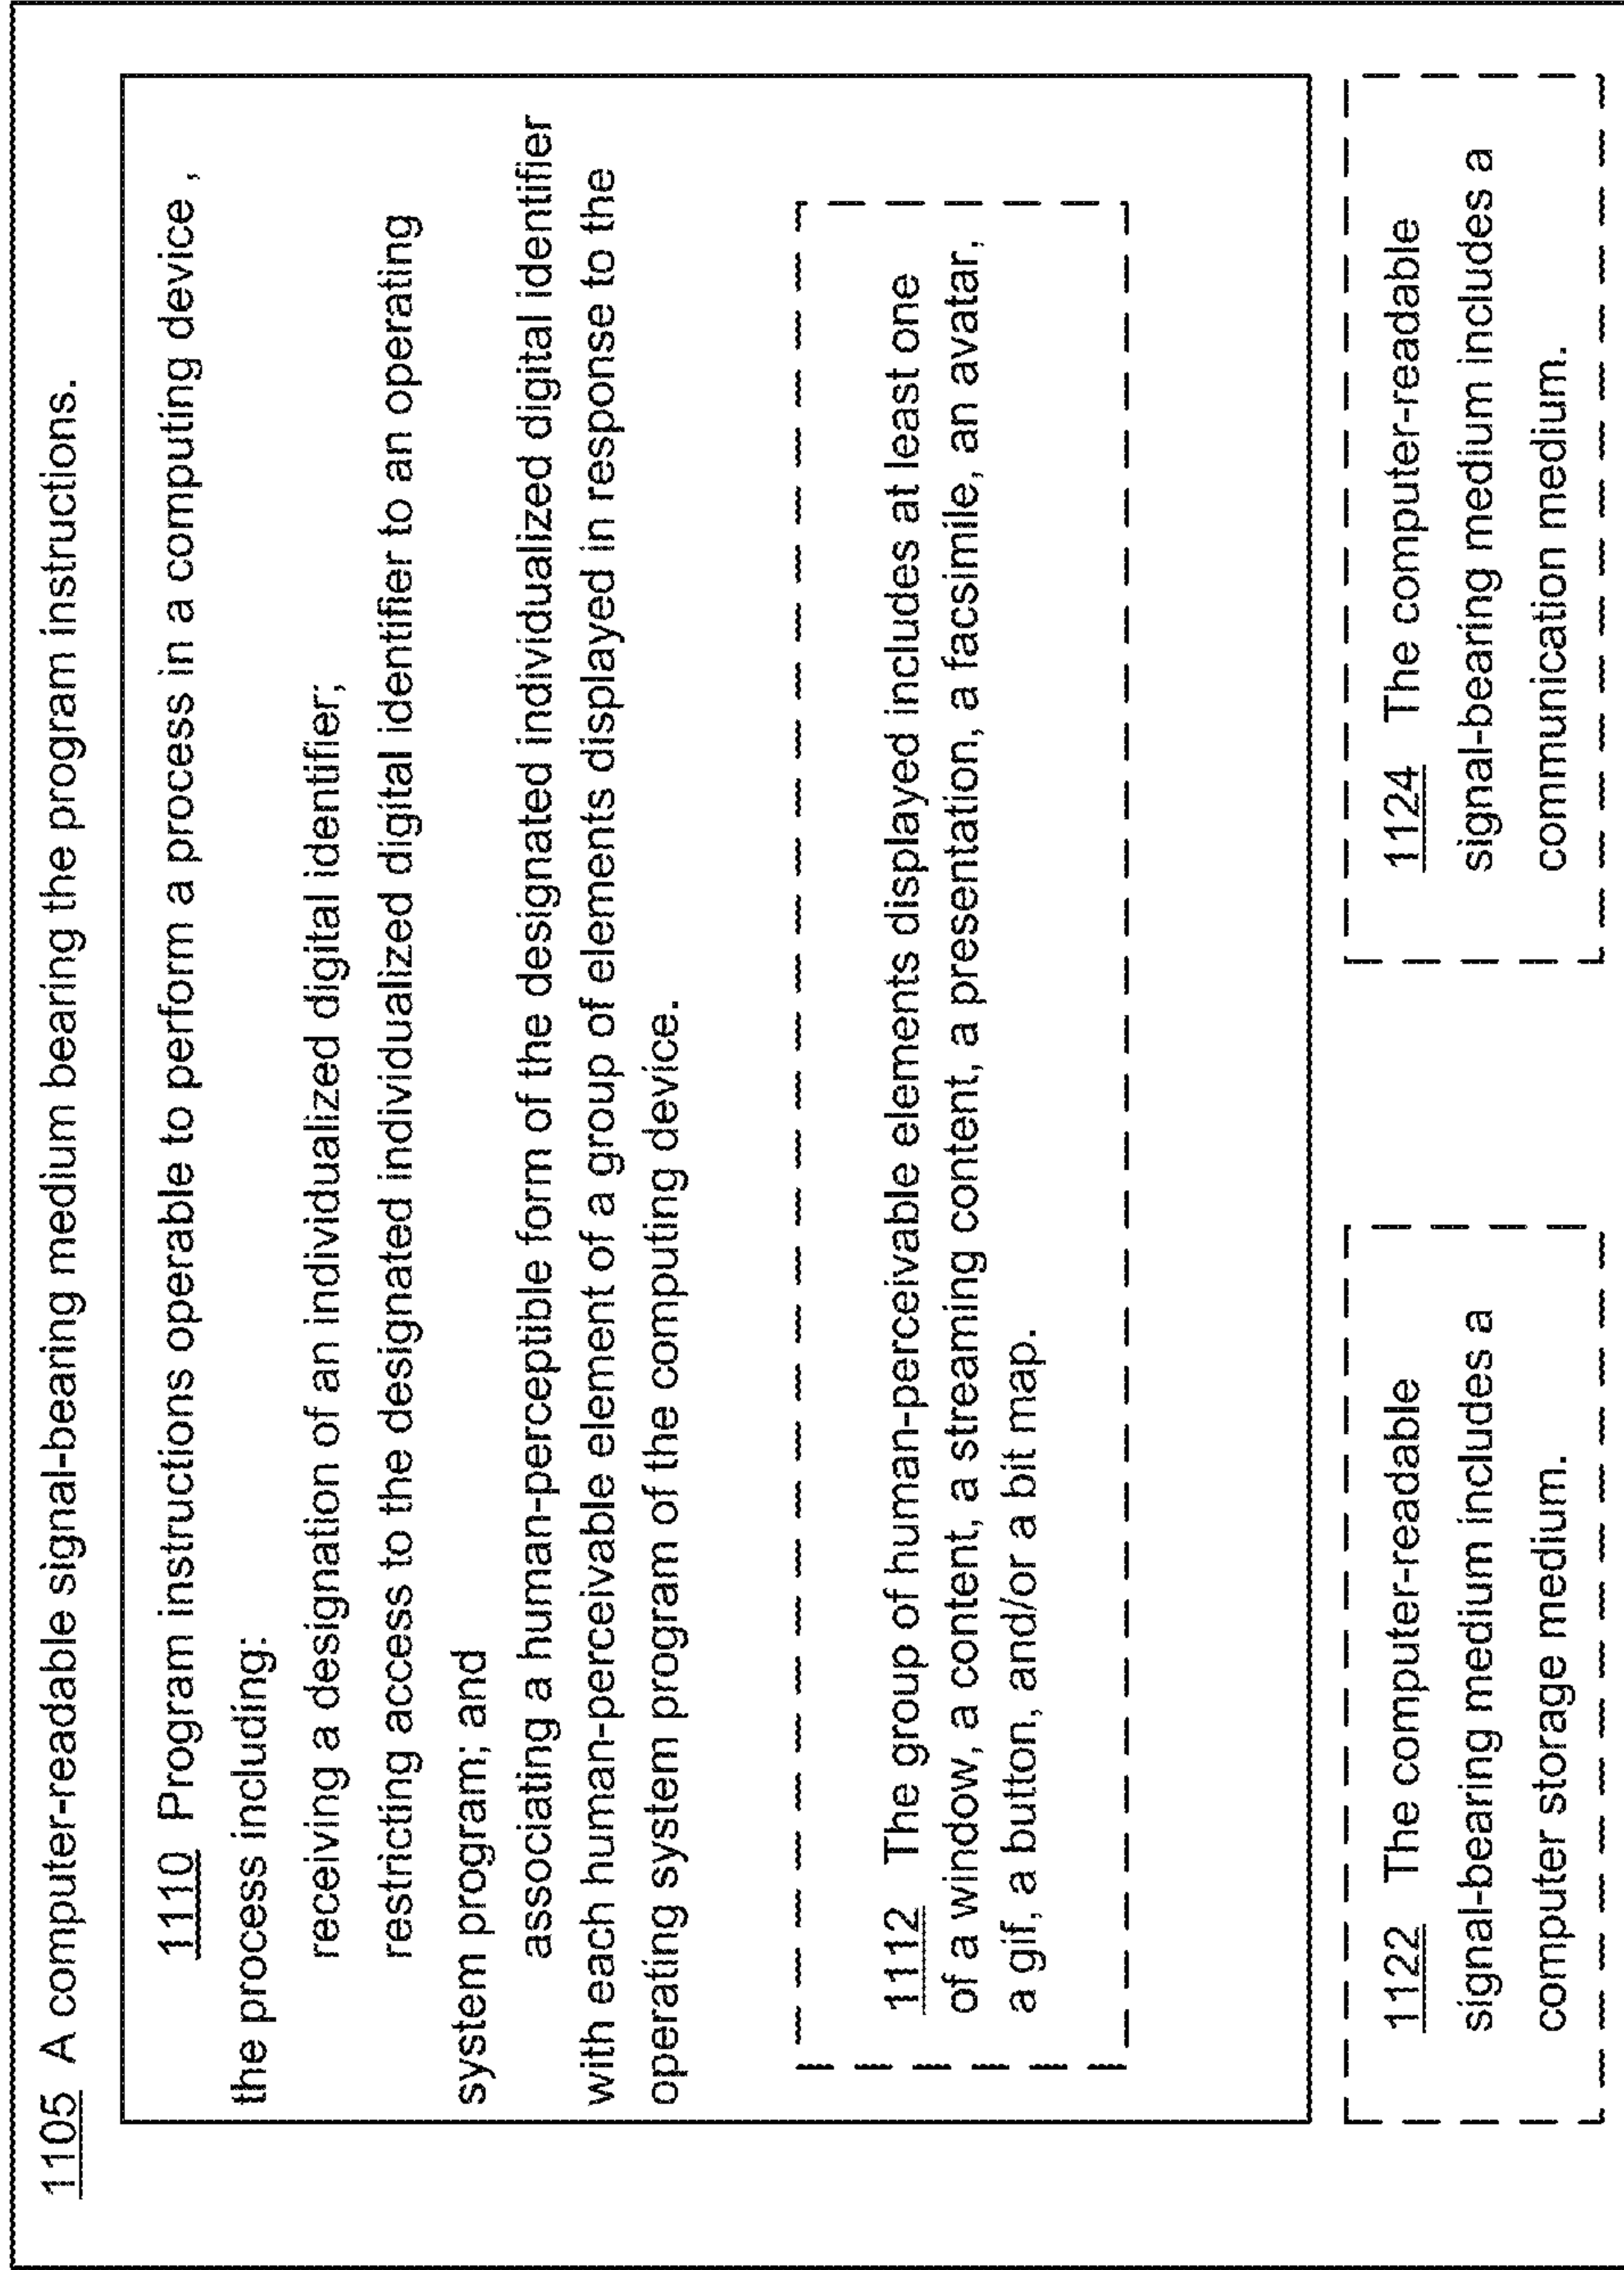 1105 A computer-readable signal-bearing medium bearing the program instructions.
1110 Program instructions operable to perform a process in a computing device ,
the process including:
receiving a designation of an individualized digital identifier;
restricting access to the designated individualized digital identifier to an operating
system program; and
associating a human-perceptible form of the designated individualized digital identifier
with each human-perceivable element of a group of elements displayed in response to the
operating system program of the computing device.
1112 The group of human-perceivable elements displayed includes at least one
of a window, a content, a streaming content, a presentation, a facsimile, an avatar,
a gif, a button, and/or a bit map.
1122 The computer-readable
signal-bearing medium includes a
computer storage medium.
1124 The computer-readable
signal-bearing medium includes a
communication medium.